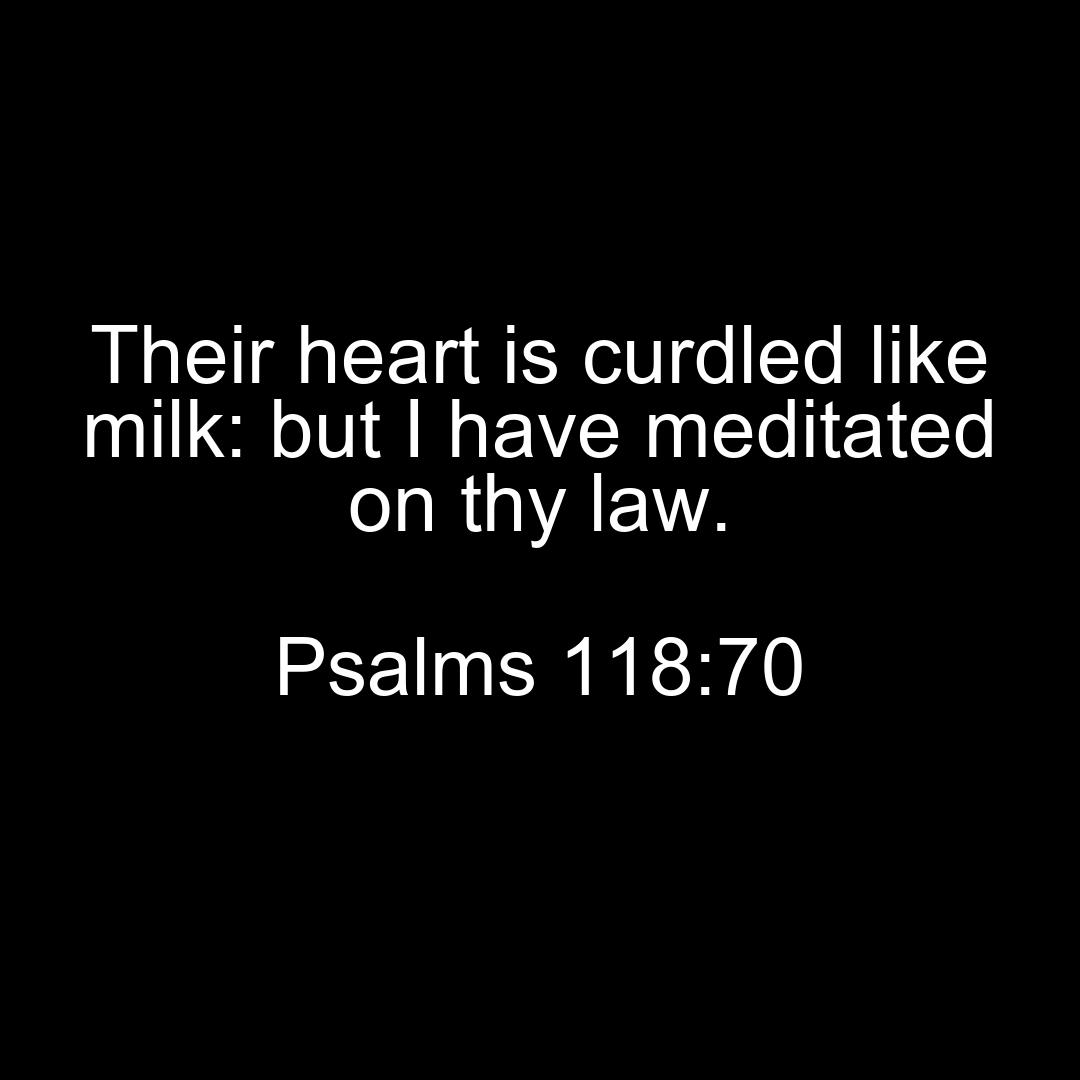 Their heart is curdled like
milk: but I have meditated
on thy law.
Psalms 118:70